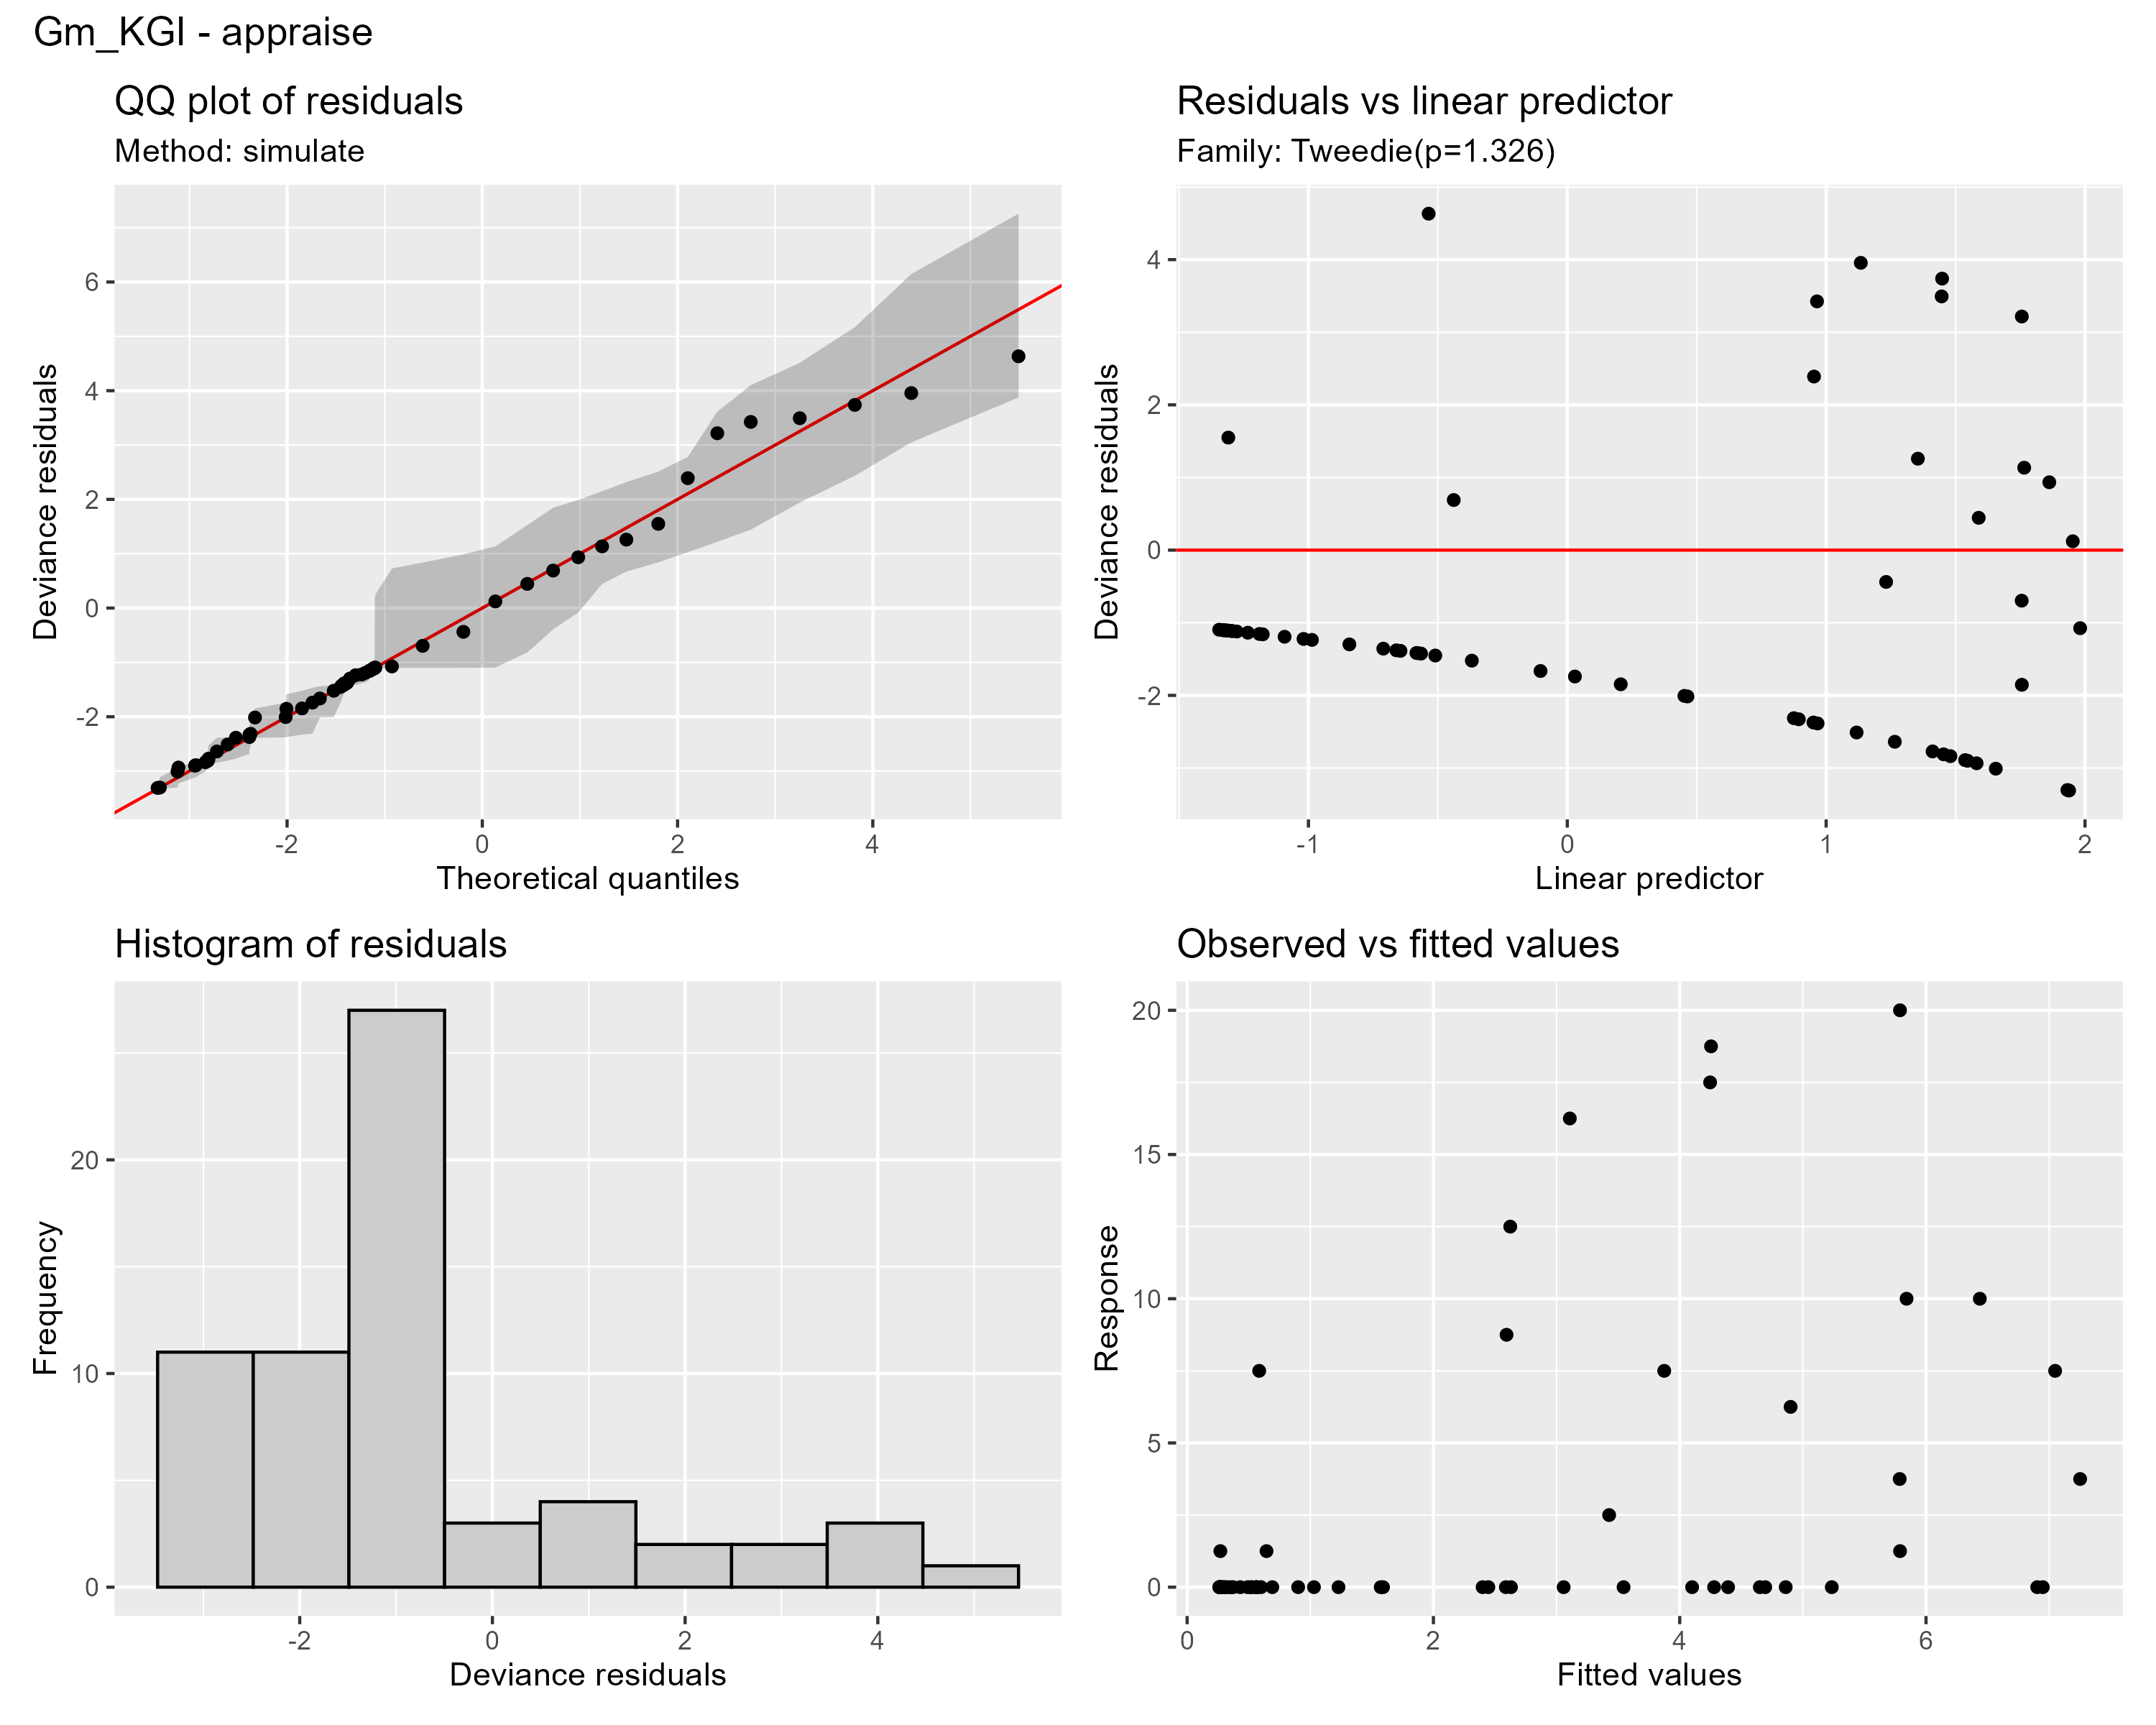 Gm_KGI - appraise
QQ plot of residuals
Method: simulate
Deviance residuals
6
4
2
0
-2
-2
0
2
4
Theoretical quantiles
Residuals vs linear predictor
Family: Tweedie(p=1.326)
Deviance residuals
4
2
0
-2
-1
0
1
2
Linear predictor
Histogram of residuals
Frequency
20
10
0
-2
0
2
4
Deviance residuals
Observed vs fitted values
Response
20
15
10
5
0
0
2
4
6
Fitted values